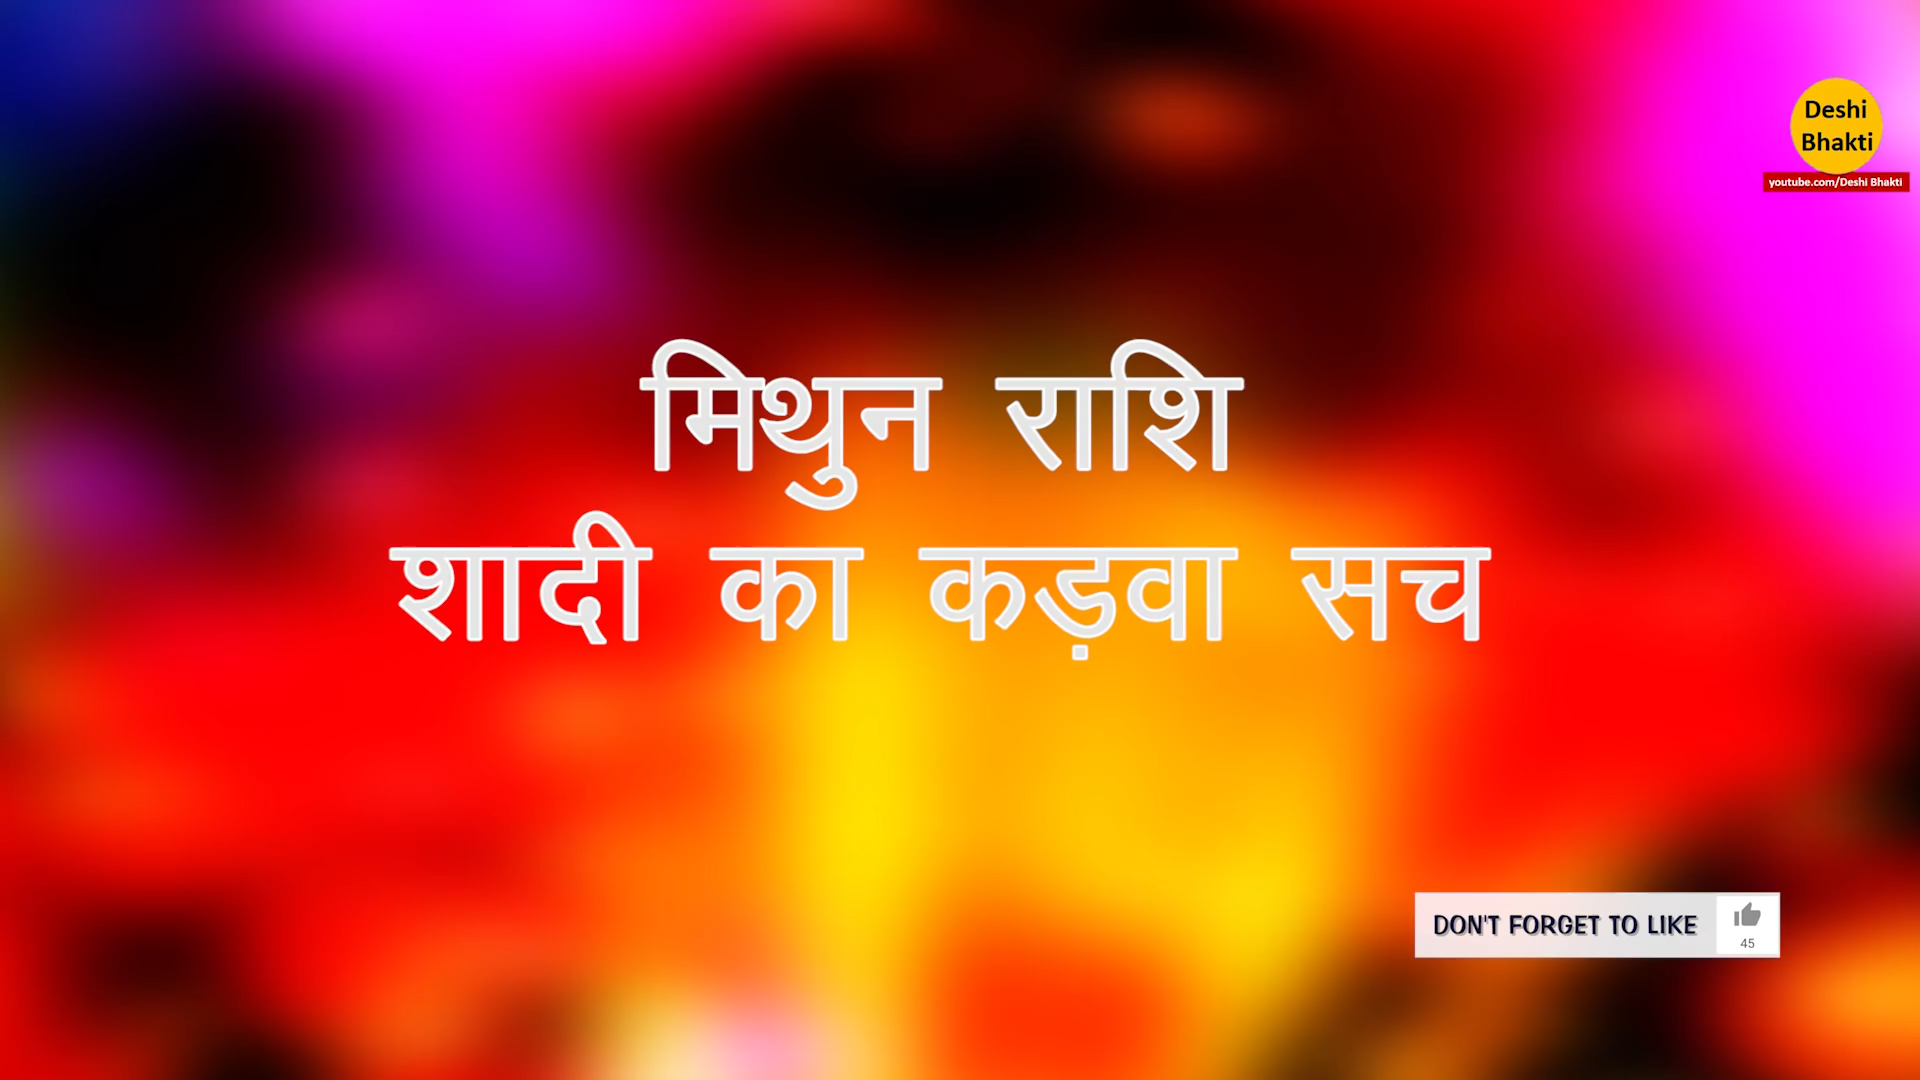 Deshi
Bhakti
youtube.com/Deshi Bhakti
मिथुन राशि
शादी का कड़वा सच
DON'T FORGET TO LIKE
45